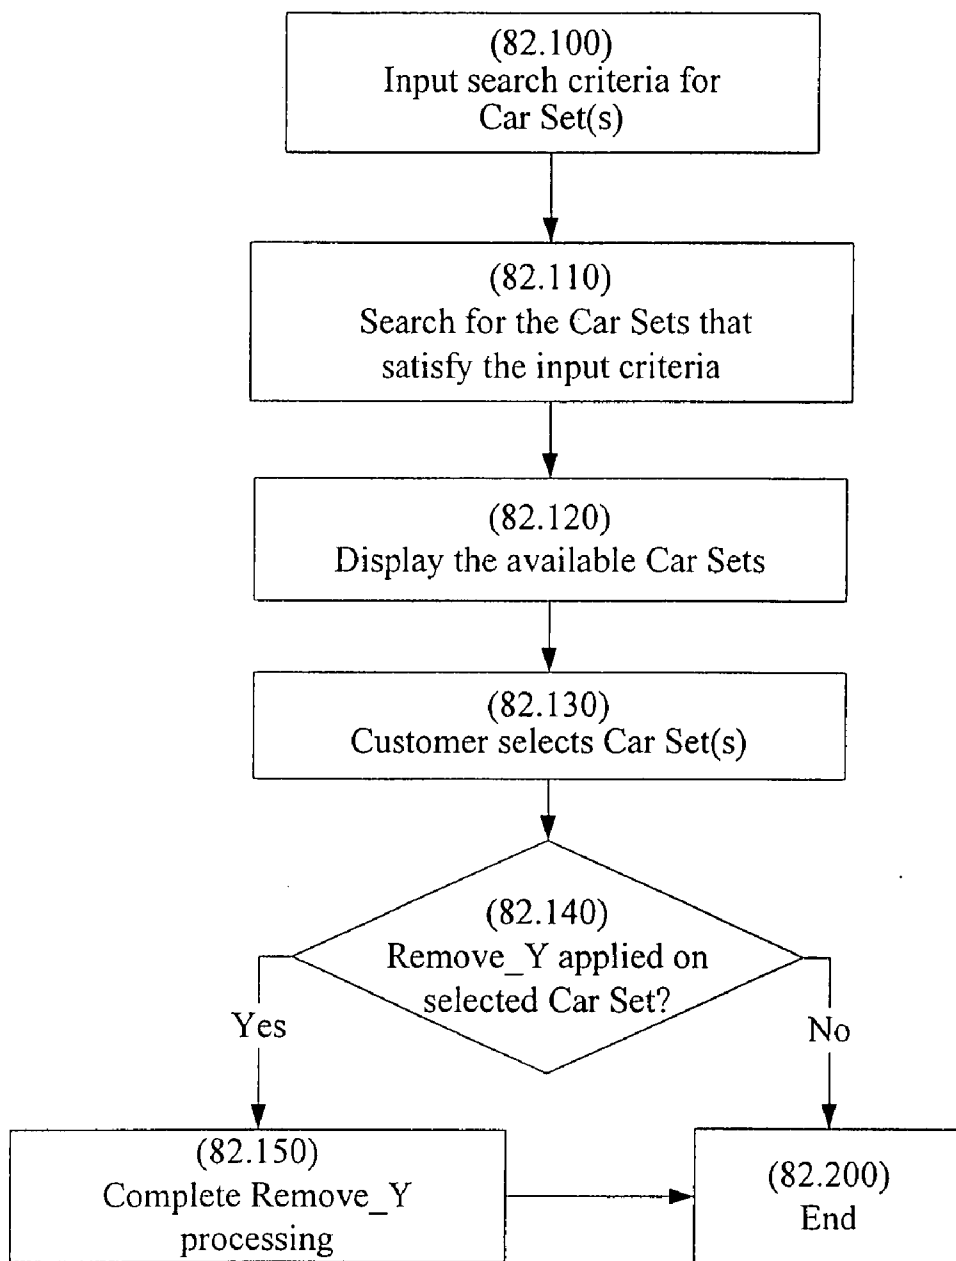 (82.100)
Input search criteria for
Car Set(s)
(82.110)
Search for the Car Sets that
satisfy the input criteria
(82.120)
Display the available Car Sets
(82.130)
Customer selects Car Set(s)
(82.140)
Remove_Y applied on
selected Car Set?
Yes
No
(82.150)
Complete Remove_Y
processing
(82.200)
End